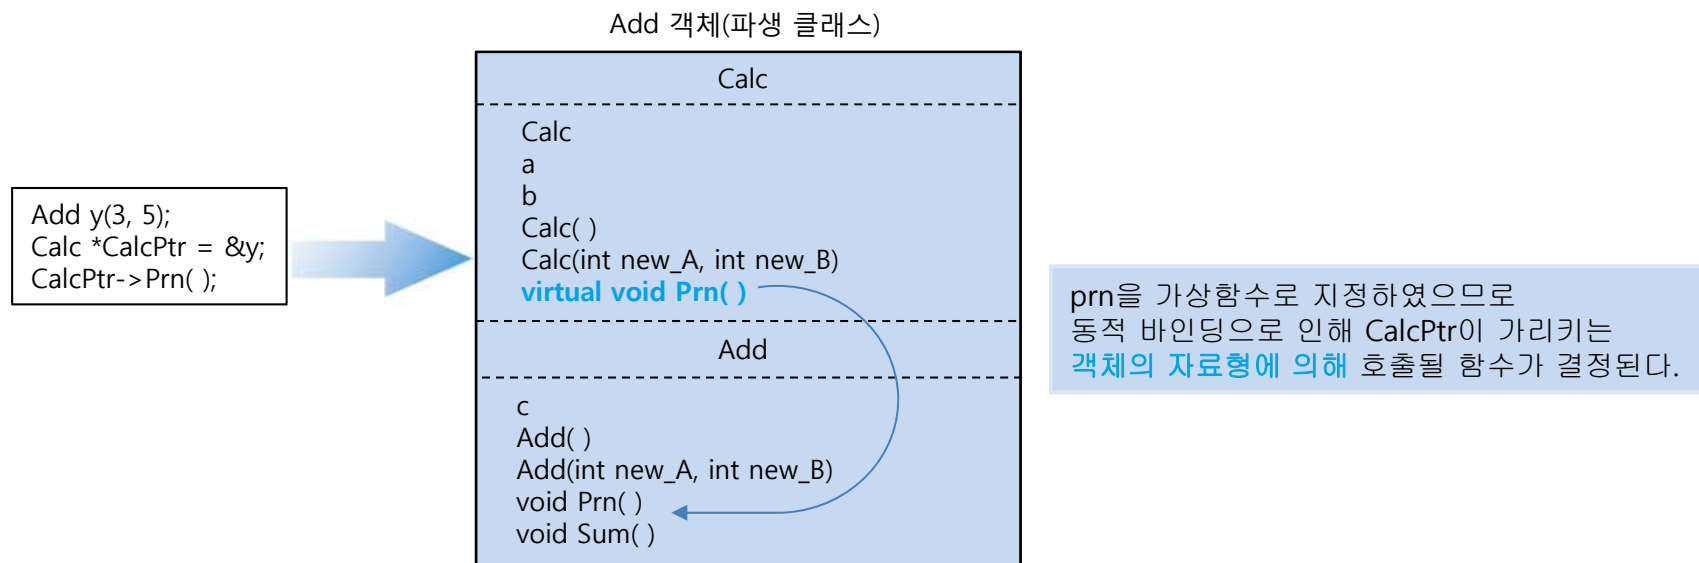 Add 객체(파생 클래스)
Calc
Calc
a
b
Calc( )
Calc(int new_A, int new_B)
virtual void Prn( )
Add
c
Add( )
Add(int new_A, int new_B)
void Prn( )
void Sum( )
Add y(3, 5);
Calc *CalcPtr = &y;
CalcPtr->Prn( );
prn을 가상함수로 지정하였으므로
동적 바인딩으로 인해 CalcPtr이 가리키는
객체의 자료형에 의해 호출될 함수가 결정된다.